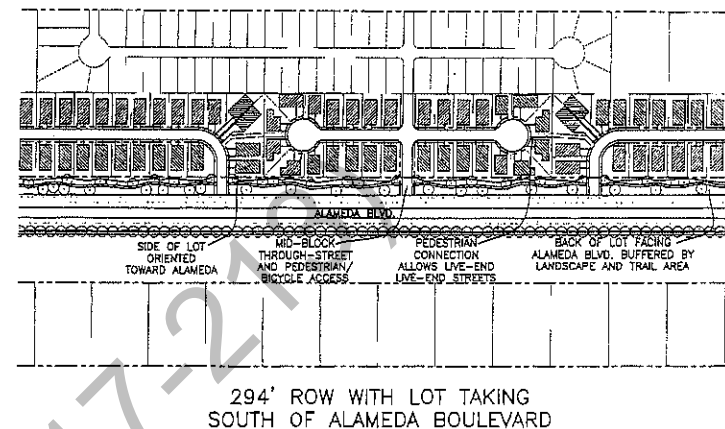 ALAMEDA BLVD.
SIDE OF LOT
ORIENTED
TOWARD ALAMEDA
MID-BLOCK
THROUGH-STREET
AND PEDESTRIAN/
BICYCLE ACCESS
PEDESTRIAN
CONNECTION
ALLOWS LIVE-END
LIVE-END STREETS
BACK OF LOT FACING
ALAMEDA BLVD. BUFFERED BY
LANDSCAPE AND TRAIL AREA
294' ROW WITH LOT TAKING
SOUTH OF ALAMEDA BOULEVARD